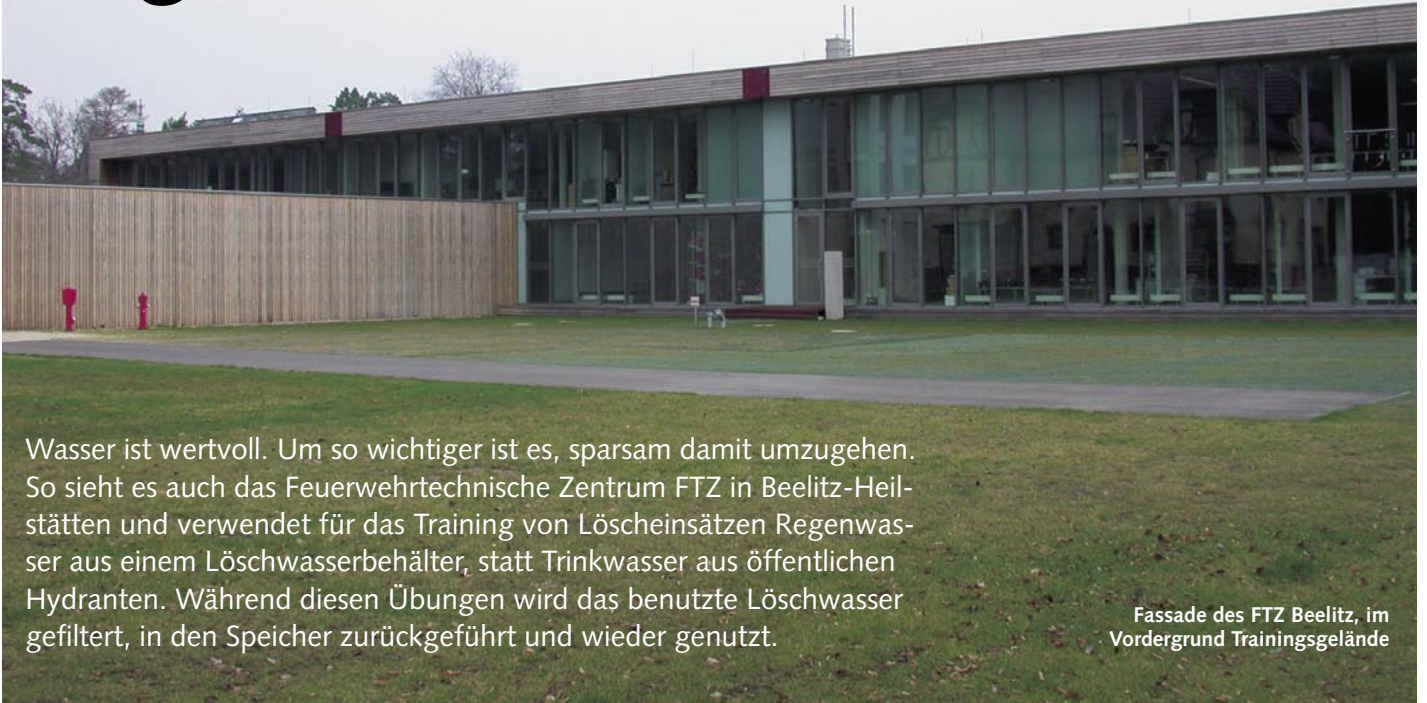 Wasser ist wertvoll. Um so wichtiger ist es, sparsam damit umzugehen.
So sieht es auch das Feuerwehrtechnische Zentrum FTZ in Beelitz-Heil-
stätten und verwendet für das Training von Löscheinsätzen Regenwas-
ser aus einem Löschwasserbehälter, statt Trinkwasser aus öffentlichen
Hydranten. Während diesen Übungen wird das benutzte Löschwasser
gefiltert, in den Speicher zurückgeführt und wieder genutzt.
Fassade des FTZ Beelitz, im
Vordergrund Trainingsgelände